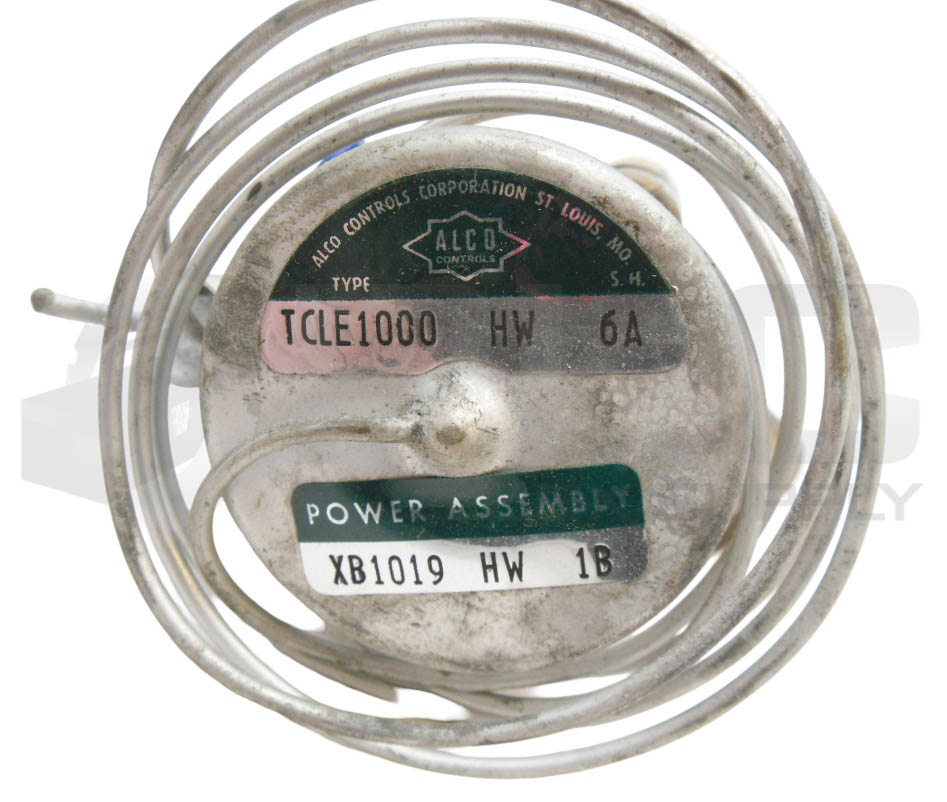 ALCO CONTROLS CORPORATION ST. LOUIS, MO.
ALCO
CONTROLS
TYPE S.H.
TCLE1000 HW 6A
POWER ASSEMBLY
XB1019 HW 1B